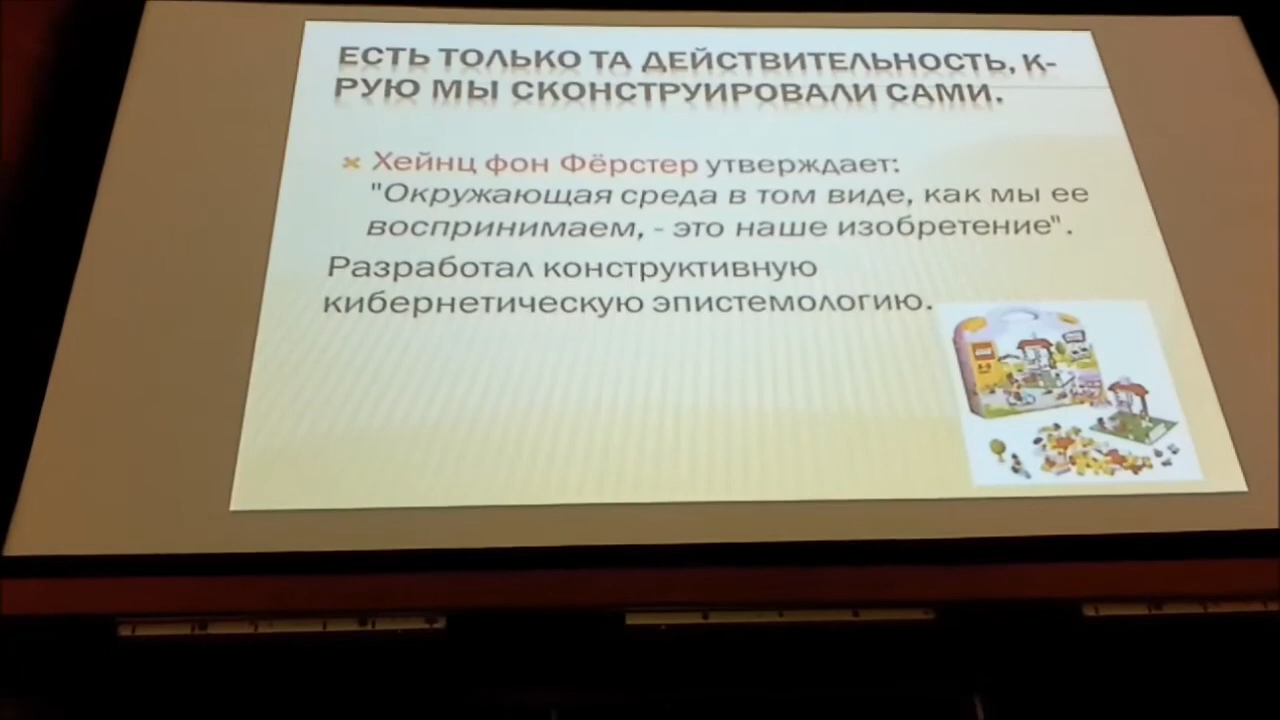 ЕСТЬ ТОЛЬКО ТА ДЕЙСТВИТЕЛЬНОСТЬ, К-
РУЮ МЫ СКОНСТРУИРОВАЛИ САМИ.
Хейнц фон Фёрстер утверждает:
"Окружающая среда в том виде, как мы ее
воспринимаем, - это наше изобретение".
Разработал конструктивную
кибернетическую эпистемологию.